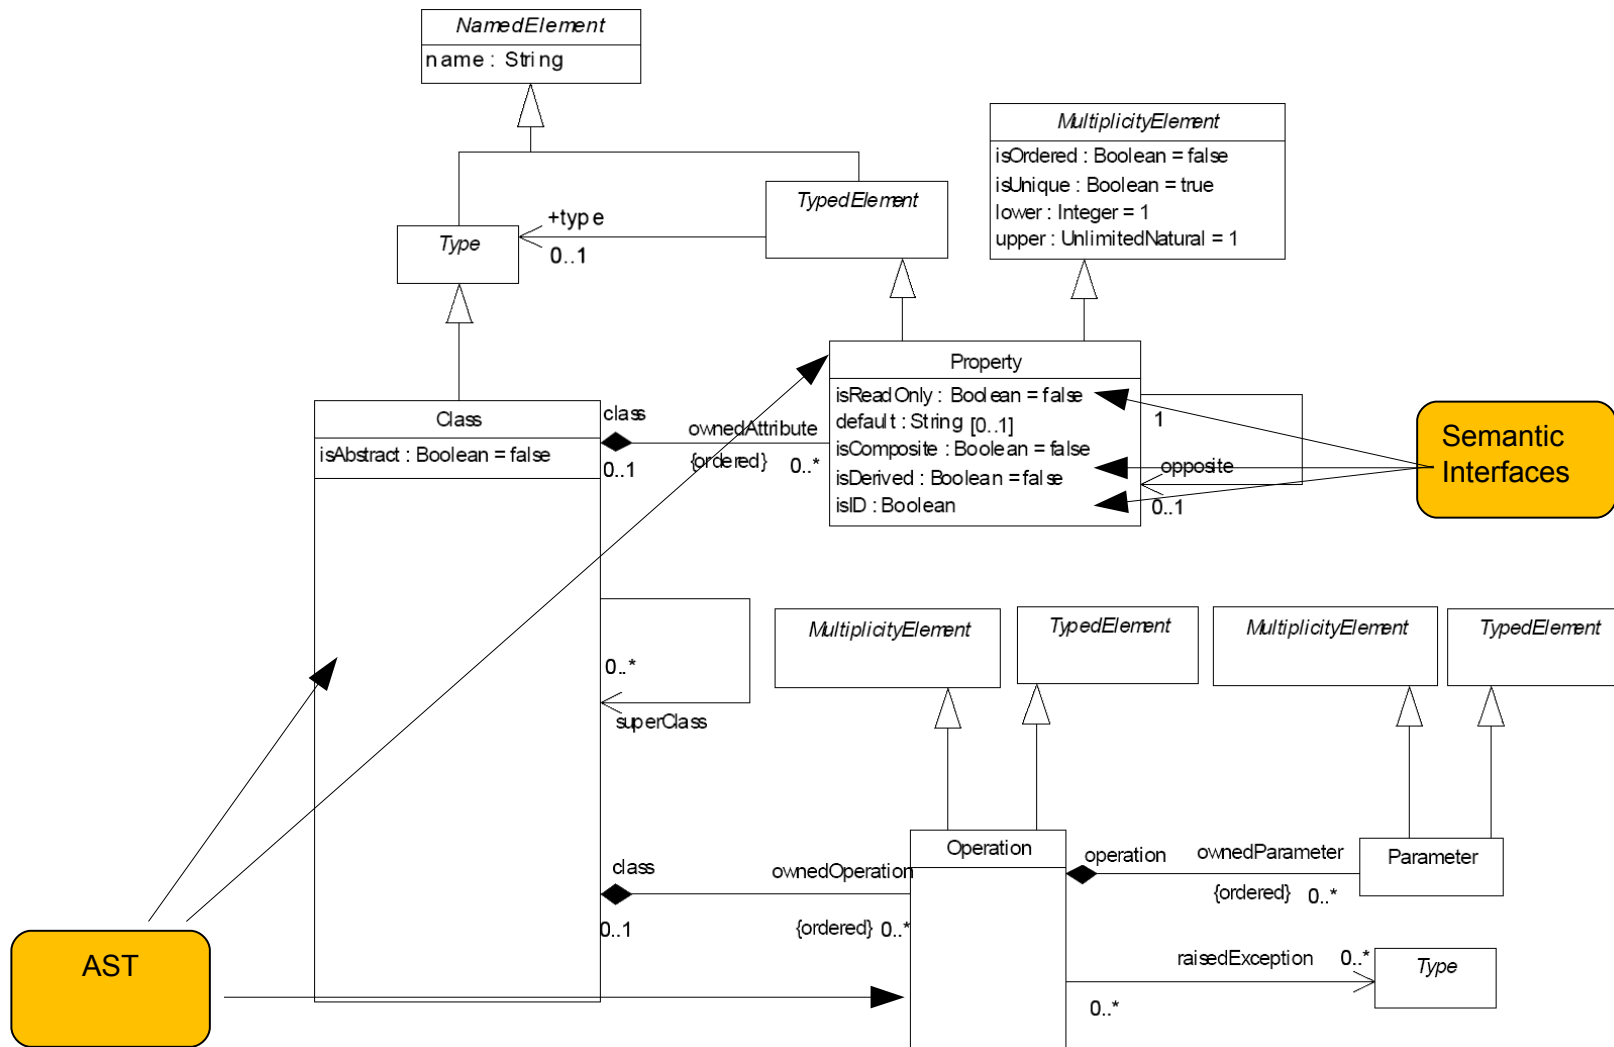 NamedElement
name : String
MultiplicityElement
isOrdered : Boolean = false
isUnique : Boolean = true
lower : Integer = 1
upper : UnlimitedNatural = 1
TypedElement
+type
0..1
Type
Property
isReadOnly : Boolean = false
default : String [0..1]
isComposite : Boolean = false
isDerived : Boolean = false
isID : Boolean
1
opposite
0..1
Semantic
Interfaces
Class
isAbstract : Boolean = false
class
0..1
ownedAttribute
{ordered} 0..*
0..*
superClass
MultiplicityElement
TypedElement
MultiplicityElement
TypedElement
class
0..1
ownedOperation
{ordered} 0..*
Operation
operation
ownedParameter
{ordered} 0..*
Parameter
raisedException
0..*
0..*
Type
AST